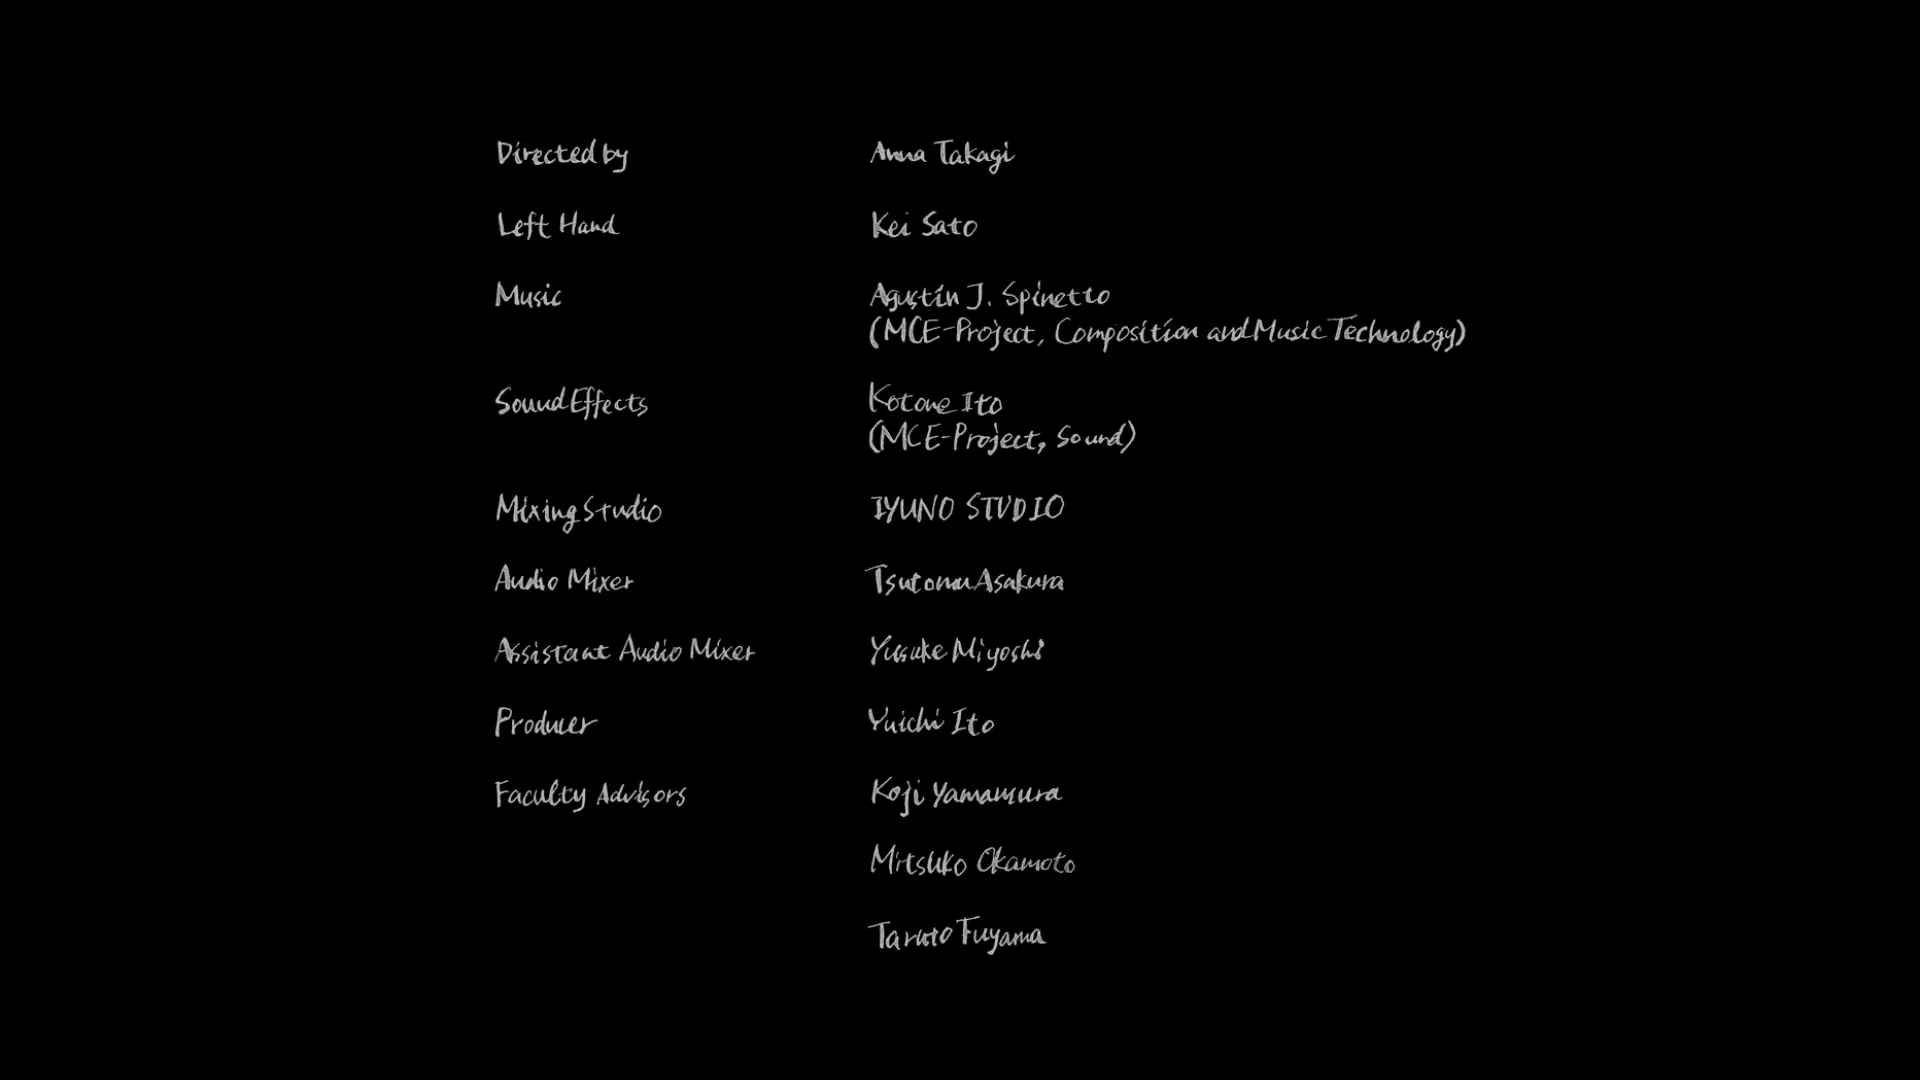 Directed by Anna Takagi
Left Hand Kei Sato
Music Agustín J. Spinetto
(MCE-Project, Composition and Music Technology)
Sound Effects Kotone Ito
(MCE-Project, Sound)
Mixing Studio IYUNO STUDIO
Audio Mixer Tsutomu Asakura
Assistant Audio Mixer Yusuke Miyoshi
Producer Yuichi Ito
Faculty Advisors Koji Yamamura
Mitsuko Okamoto
Taruto Fuyama